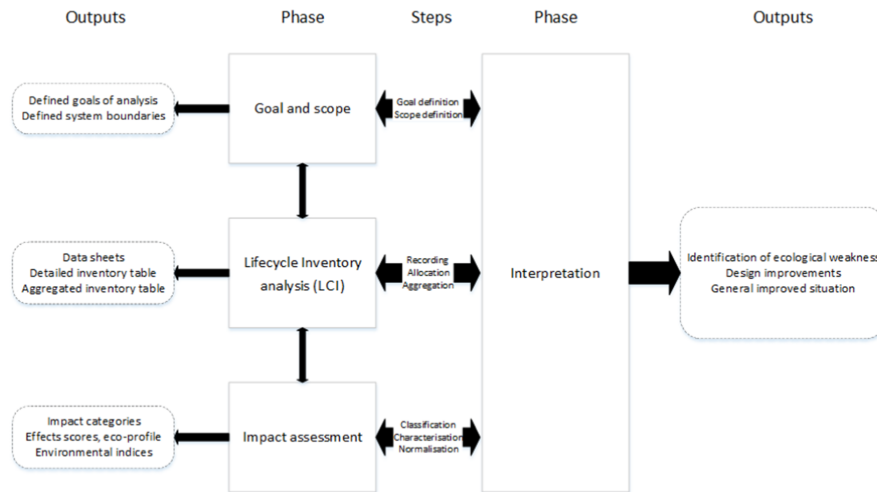 Outputs
Phase
Steps
Phase
Outputs
Defined goals of analysis
Defined system boundaries
Goal and scope
Goal definition
Scope definition
Data sheets
Detailed inventory table
Aggregated inventory table
Lifecycle Inventory
analysis (LCI)
Recording
Allocation
Aggregation
Interpretation
Identification of ecological weakness
Design improvements
General improved situation
Impact categories
Effects scores, eco-profile
Environmental indices
Impact assessment
Classification
Characterisation
Normalisation